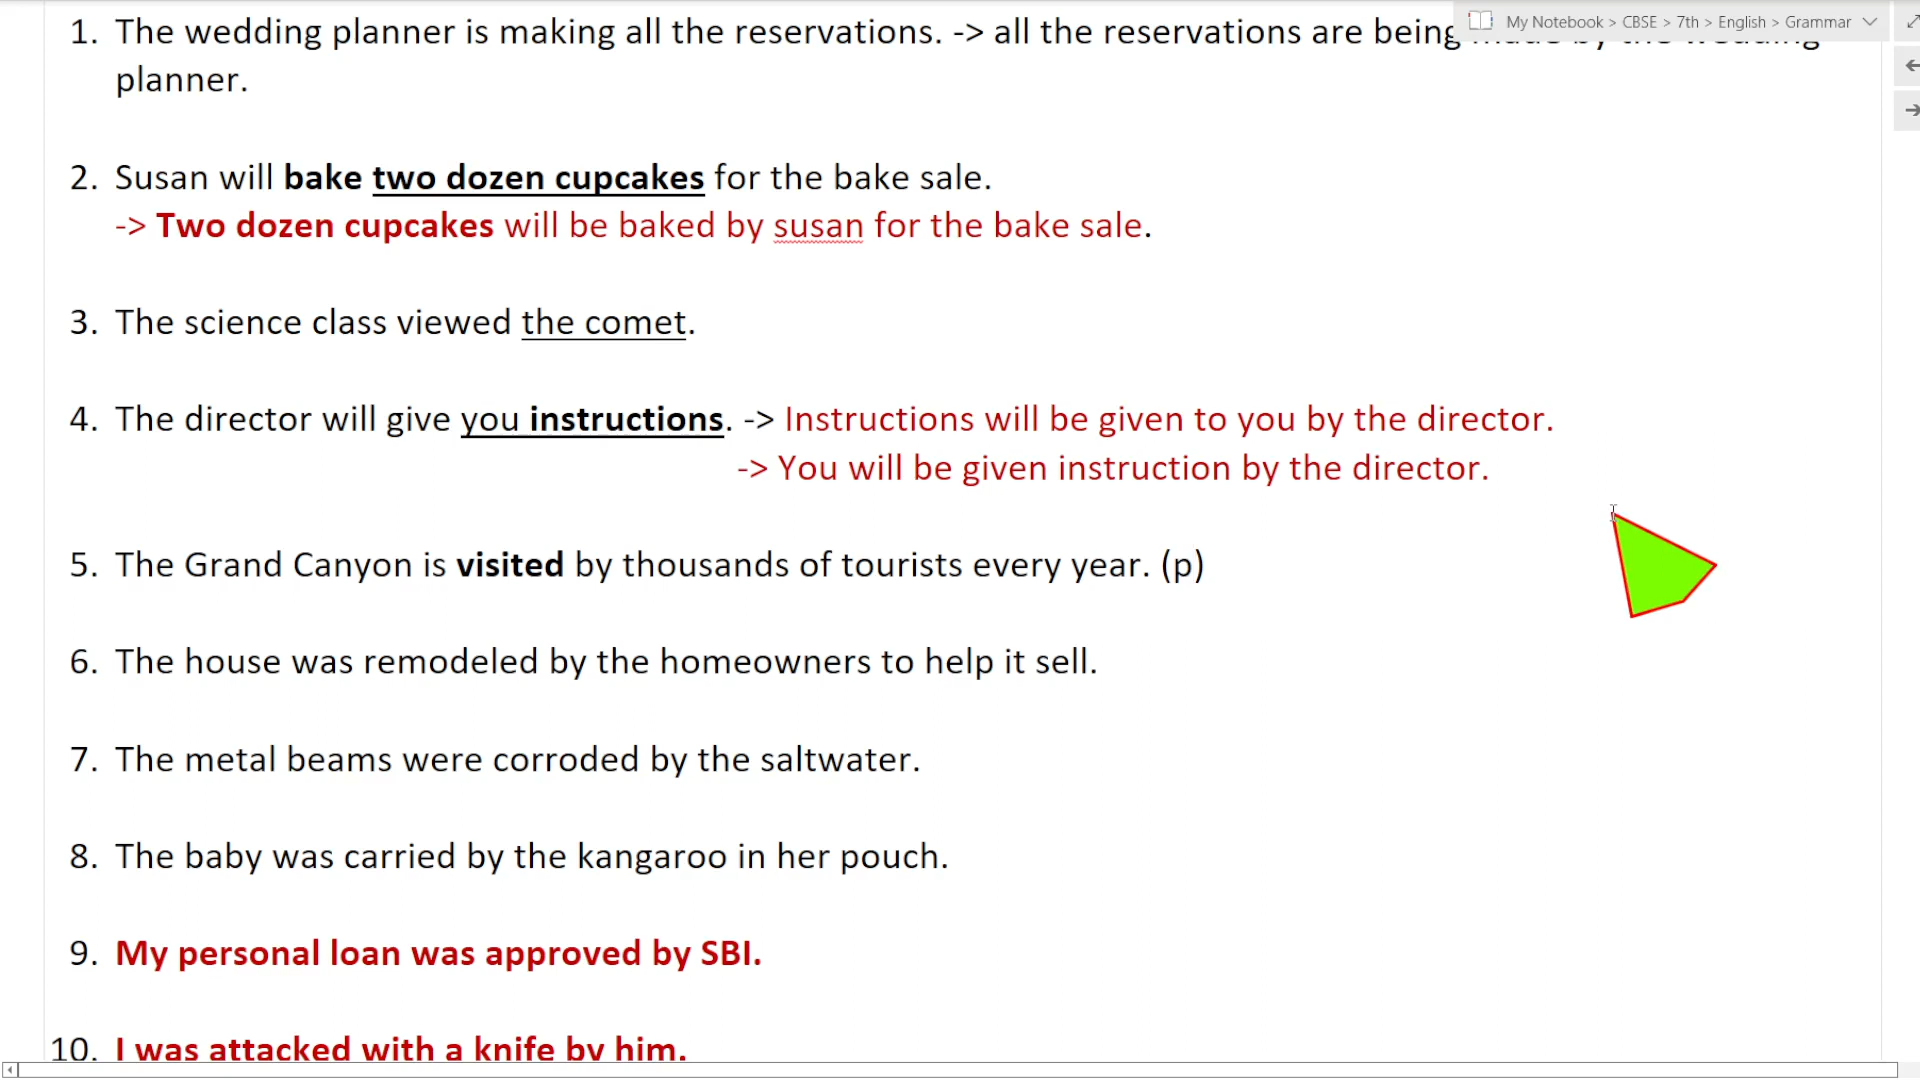 My Notebook > CBSE > 7th > English > Grammar
1. The wedding planner is making all the reservations. -> all the reservations are being made by the wedding
planner.
2. Susan will bake two dozen cupcakes for the bake sale.
-> Two dozen cupcakes will be baked by susan for the bake sale.
3. The science class viewed the comet.
4. The director will give you instructions. -> Instructions will be given to you by the director.
-> You will be given instruction by the director.
5. The Grand Canyon is visited by thousands of tourists every year. (p)
6. The house was remodeled by the homeowners to help it sell.
7. The metal beams were corroded by the saltwater.
8. The baby was carried by the kangaroo in her pouch.
9. My personal loan was approved by SBI.
10. I was attacked with a knife by him.